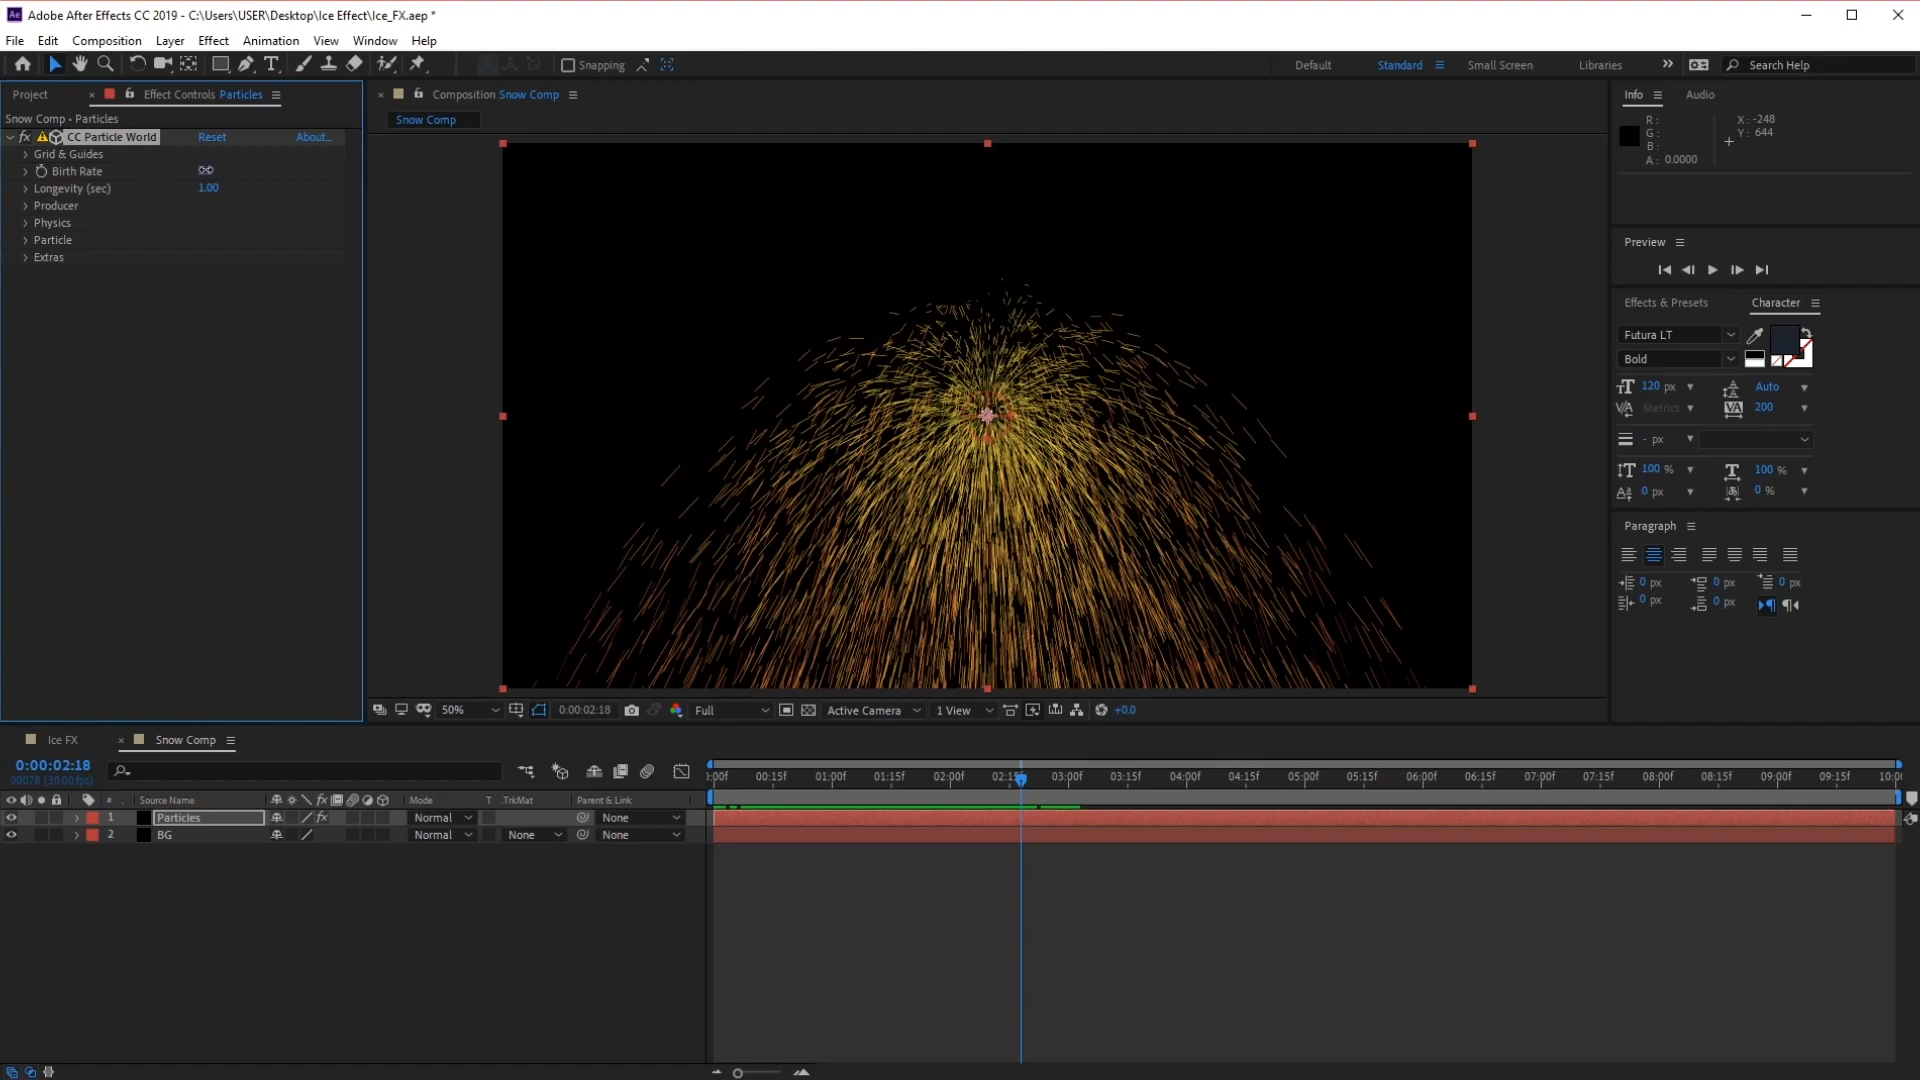 Adobe After Effects CC 2019 - C:\Users\USER\Desktop\Ice Effect\Ice_FX.aep *
File Edit Composition Layer Effect Animation View Window Help
Snapping Default Standard Small Screen Libraries Search Help
Project Effect Controls Particles Composition Snow Comp Info Audio
Snow Comp • Particles Snow Comp
CC Particle World Reset About...
Grid & Guides
Birth Rate
Longevity (sec) 1.00
Producer
Physics
Particle
Extras
R : X : -248
G : Y : 644
B :
A : 0.0000
Preview
Effects & Presets Character
Futura LT
Bold
120 px Auto
Metrics 200
- px
100 % 100 %
0 px 0 %
Paragraph
0 px 0 px 0 px
0 px 0 px
50% 0:00:02:18 Full Active Camera 1 View +0.0
Ice FX Snow Comp
0:00:02:18
00078 (30.00 fps)
:00f 00:15f 01:00f 01:15f 02:00f 02:15f 03:00f 03:15f 04:00f 04:15f 05:00f 05:15f 06:00f 06:15f 07:00f 07:15f 08:00f 08:15f 09:00f 09:15f 10:0
# Source Name Mode T .TrkMat Parent & Link
1 Particles Normal None
2 BG Normal None None